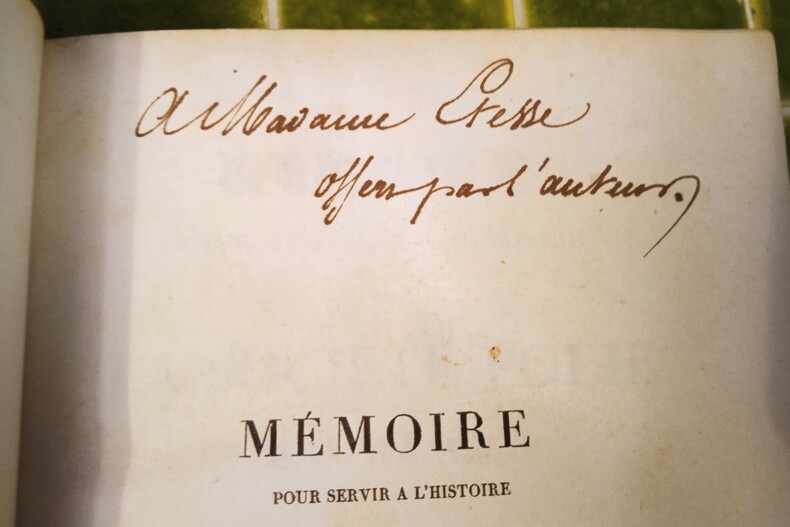 A Madame
offert par l'auteur.
MÉMOIRE
POUR SERVIR A L'HISTOIRE